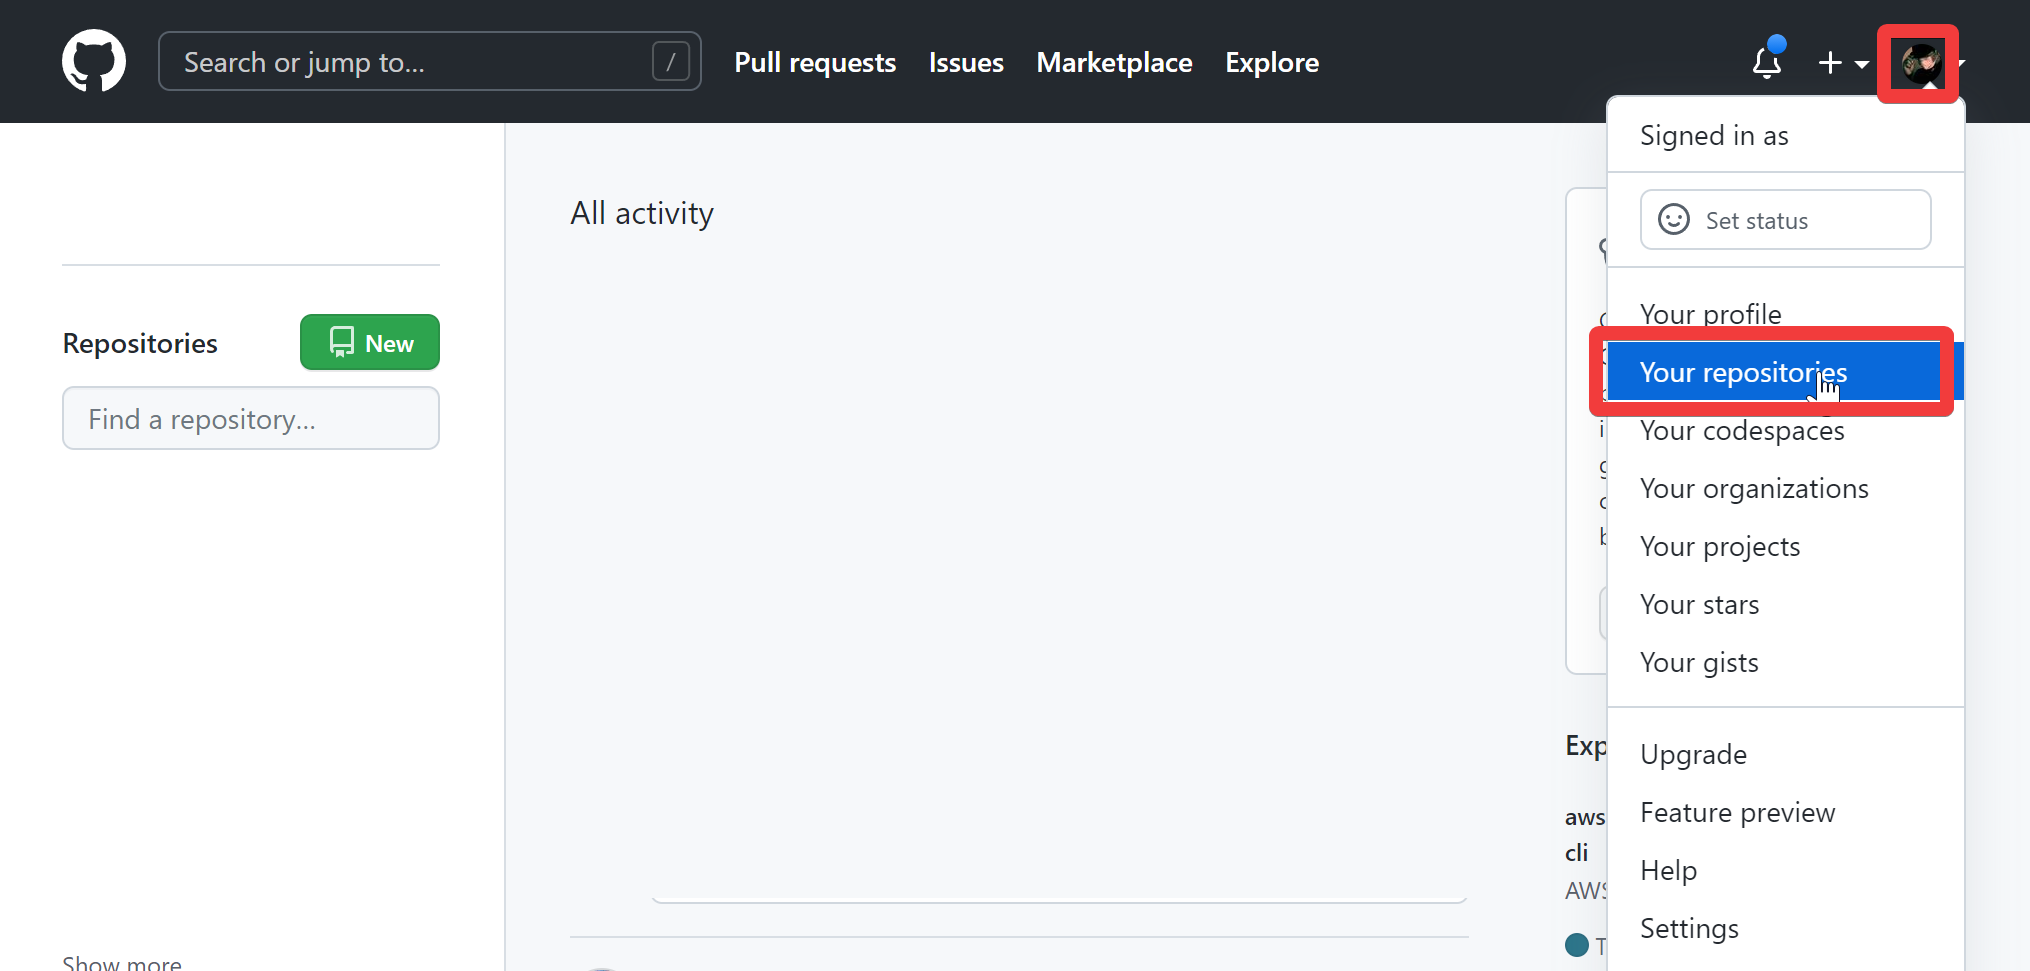 Search or jump to...
/
Pull requests
Issues
Marketplace
Explore
Signed in as
Set status
Your profile
Your repositories
Your codespaces
Your organizations
Your projects
Your stars
Your gists
Upgrade
Feature preview
Help
Settings
Repositories
New
Find a repository...
Show more
All activity
Exp
aws
cli
AWS
T